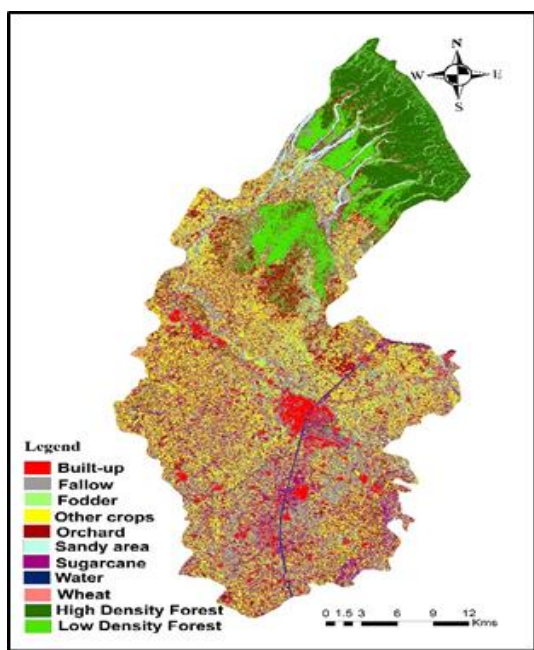 N
W E
S
Legend
Built-up
Fallow
Fodder
Other crops
Orchard
Sandy area
Sugarcane
Water
Wheat
High Density Forest
Low Density Forest
0 1.5 3 6 9 12
Kms